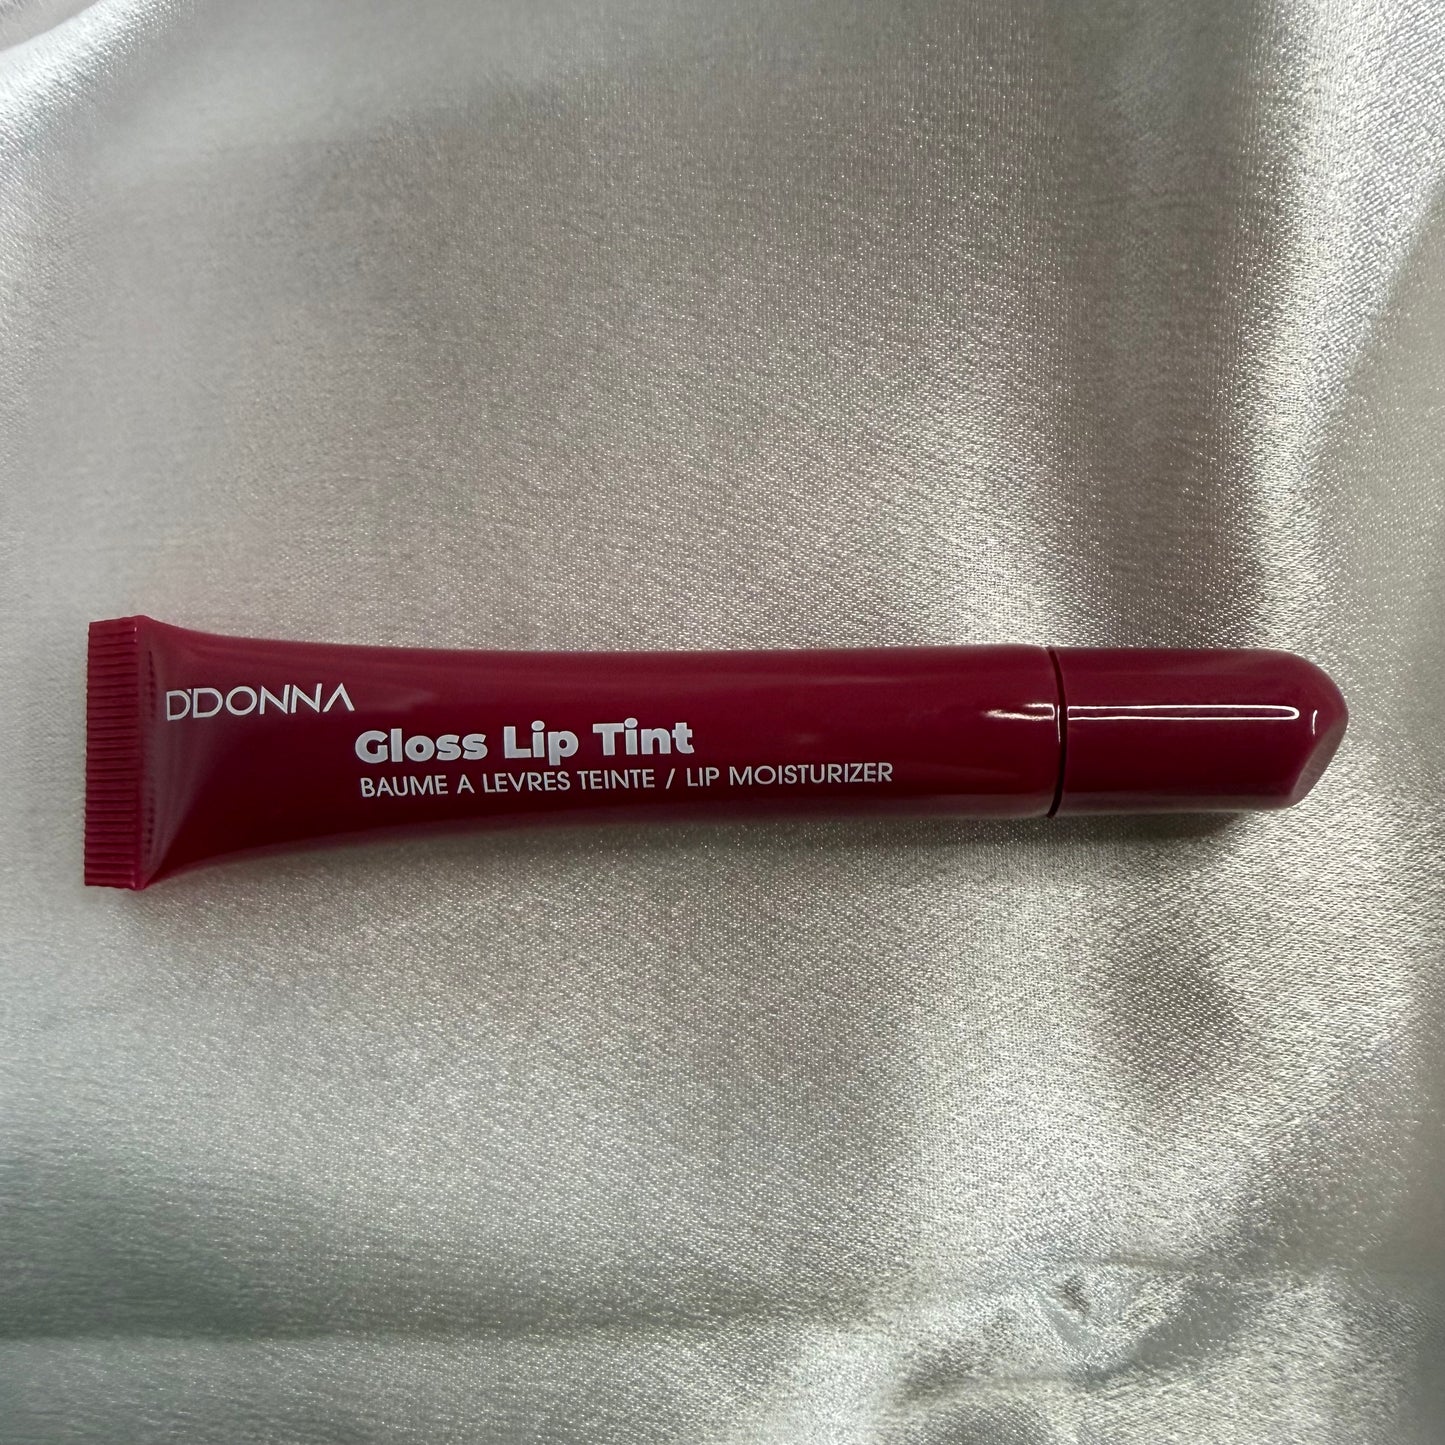 D'DONNA
Gloss Lip Tint
BAUME A LEVRES TEINTE / LIP MOISTURIZER